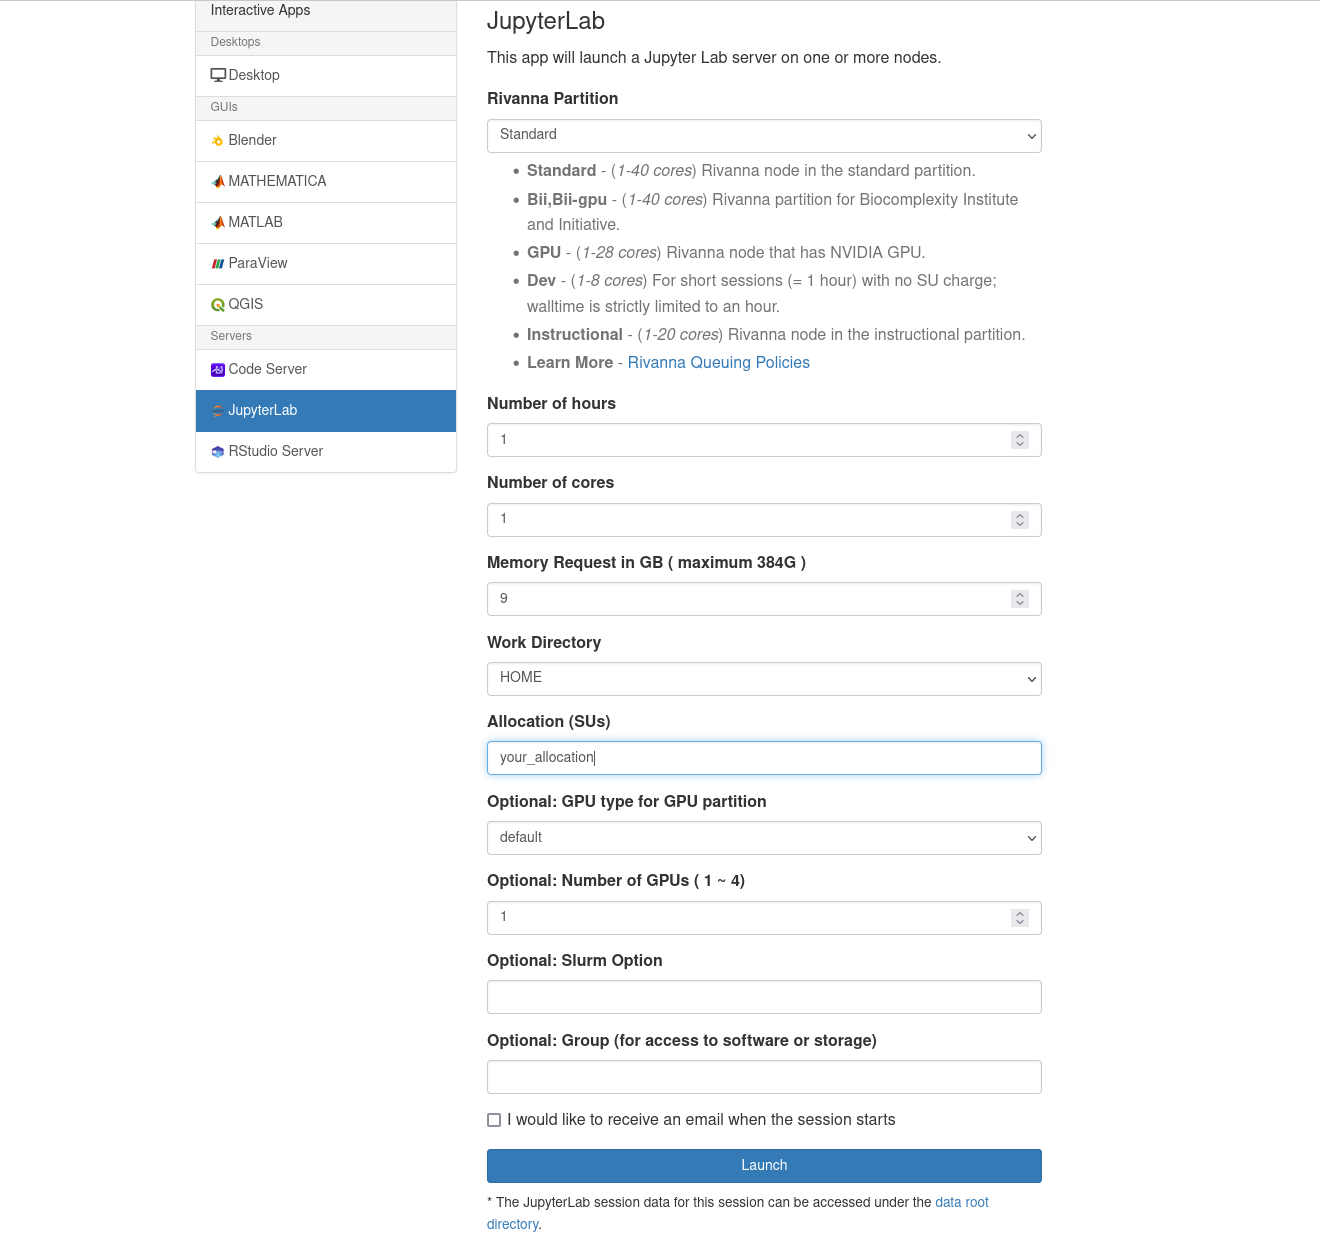 Interactive Apps
Desktops
Desktop
GUIs
Blender
MATHEMATICA
MATLAB
ParaView
QGIS
Servers
Code Server
JupyterLab
RStudio Server
JupyterLab
This app will launch a Jupyter Lab server on one or more nodes.
Rivanna Partition
Standard
• Standard - (1-40 cores) Rivanna node in the standard partition.
• Bii,Bii-gpu - (1-40 cores) Rivanna partition for Biocomplexity Institute
and Initiative.
• GPU - (1-28 cores) Rivanna node that has NVIDIA GPU.
• Dev - (1-8 cores) For short sessions (= 1 hour) with no SU charge;
walltime is strictly limited to an hour.
• Instructional - (1-20 cores) Rivanna node in the instructional partition.
• Learn More - Rivanna Queuing Policies
Number of hours
1
Number of cores
1
Memory Request in GB ( maximum 384G )
9
Work Directory
HOME
Allocation (SUs)
your_allocation
Optional: GPU type for GPU partition
default
Optional: Number of GPUs ( 1 ~ 4)
1
Optional: Slurm Option
Optional: Group (for access to software or storage)
I would like to receive an email when the session starts
Launch
* The JupyterLab session data for this session can be accessed under the data root
directory.